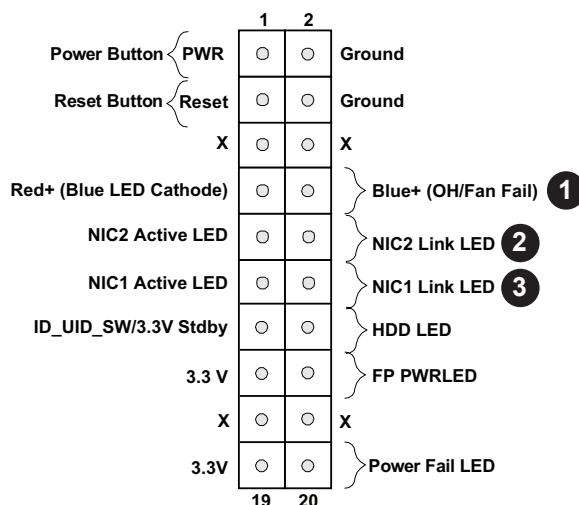 1 2
Power Button PWR Ground
Reset Button Reset Ground
X X
Red+ (Blue LED Cathode) Blue+ (OH/Fan Fail) 1
NIC2 Active LED NIC2 Link LED 2
NIC1 Active LED NIC1 Link LED 3
ID_UID_SW/3.3V Stdby HDD LED
3.3 V FP PWRLED
X X
3.3V Power Fail LED
19 20